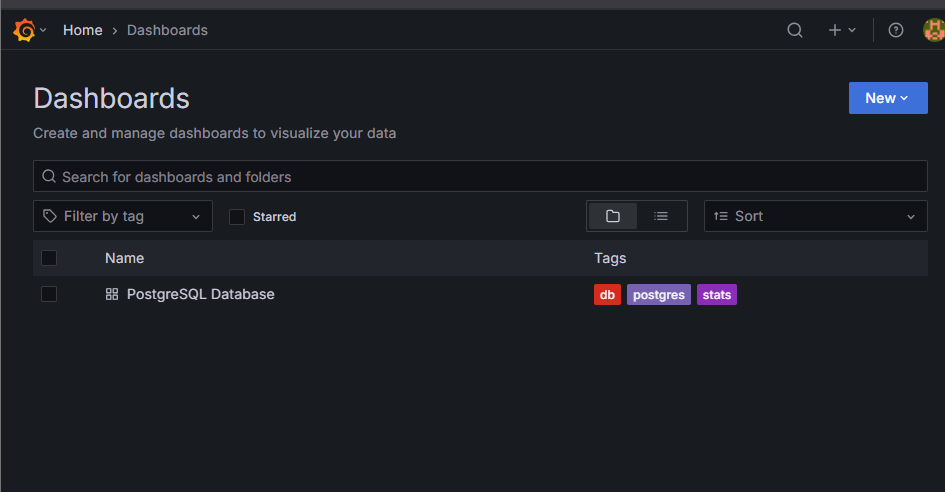 Home › Dashboards
Dashboards
New
Create and manage dashboards to visualize your data
Search for dashboards and folders
Filter by tag
Starred
Sort
Name
Tags
PostgreSQL Database
db postgres stats